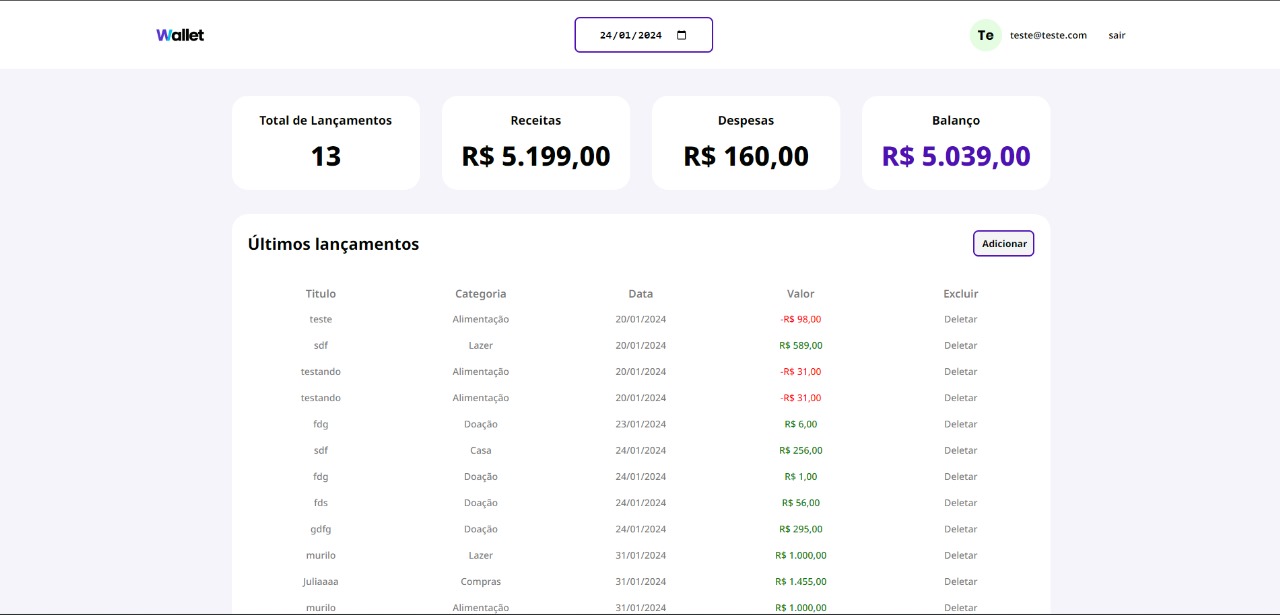 Wallet 24/01/2024 Te teste@teste.com sair
Total de Lançamentos Receitas Despesas Balanço
13 R$ 5.199,00 R$ 160,00 R$ 5.039,00
Últimos lançamentos Adicionar
Titulo Categoria Data Valor Excluir
teste Alimentação 20/01/2024 -R$ 98,00 Deletar
sdf Lazer 20/01/2024 R$ 589,00 Deletar
testando Alimentação 20/01/2024 -R$ 31,00 Deletar
testando Alimentação 20/01/2024 -R$ 31,00 Deletar
fdg Doação 23/01/2024 R$ 6,00 Deletar
sdf Casa 24/01/2024 R$ 256,00 Deletar
fdg Doação 24/01/2024 R$ 1,00 Deletar
fds Doação 24/01/2024 R$ 56,00 Deletar
gdfg Doação 24/01/2024 R$ 295,00 Deletar
murilo Lazer 31/01/2024 R$ 1.000,00 Deletar
Juliaaaa Compras 31/01/2024 R$ 1.455,00 Deletar
murilo Alimentação 31/01/2024 R$ 1.000,00 Deletar